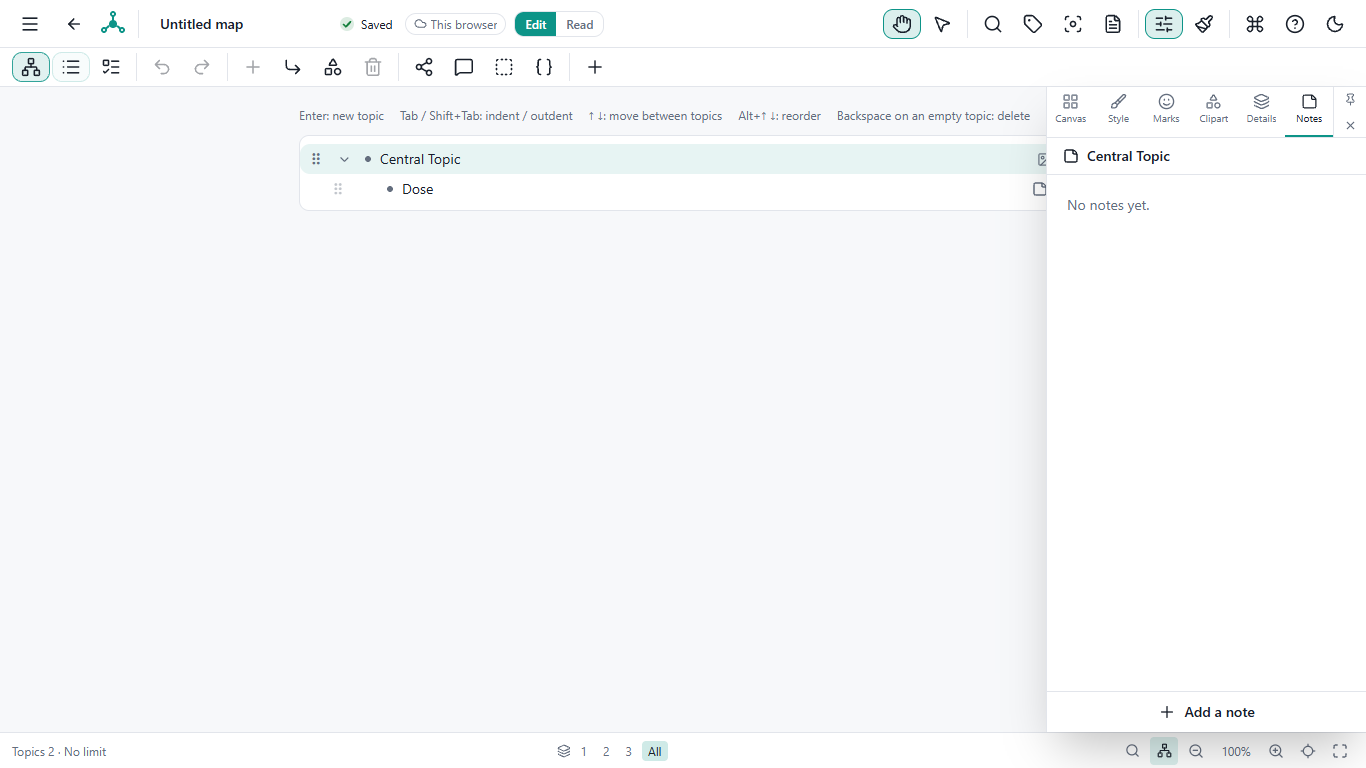 Untitled map
Saved
This browser
Edit
Read
Enter: new topic
Tab / Shift+Tab: indent / outdent
↑ ↓: move between topics
Alt+↑ ↓: reorder
Backspace on an empty topic: delete
Central Topic
Dose
Canvas
Style
Marks
Clipart
Details
Notes
Central Topic
No notes yet.
Add a note
Topics 2 · No limit
1
2
3
All
100%